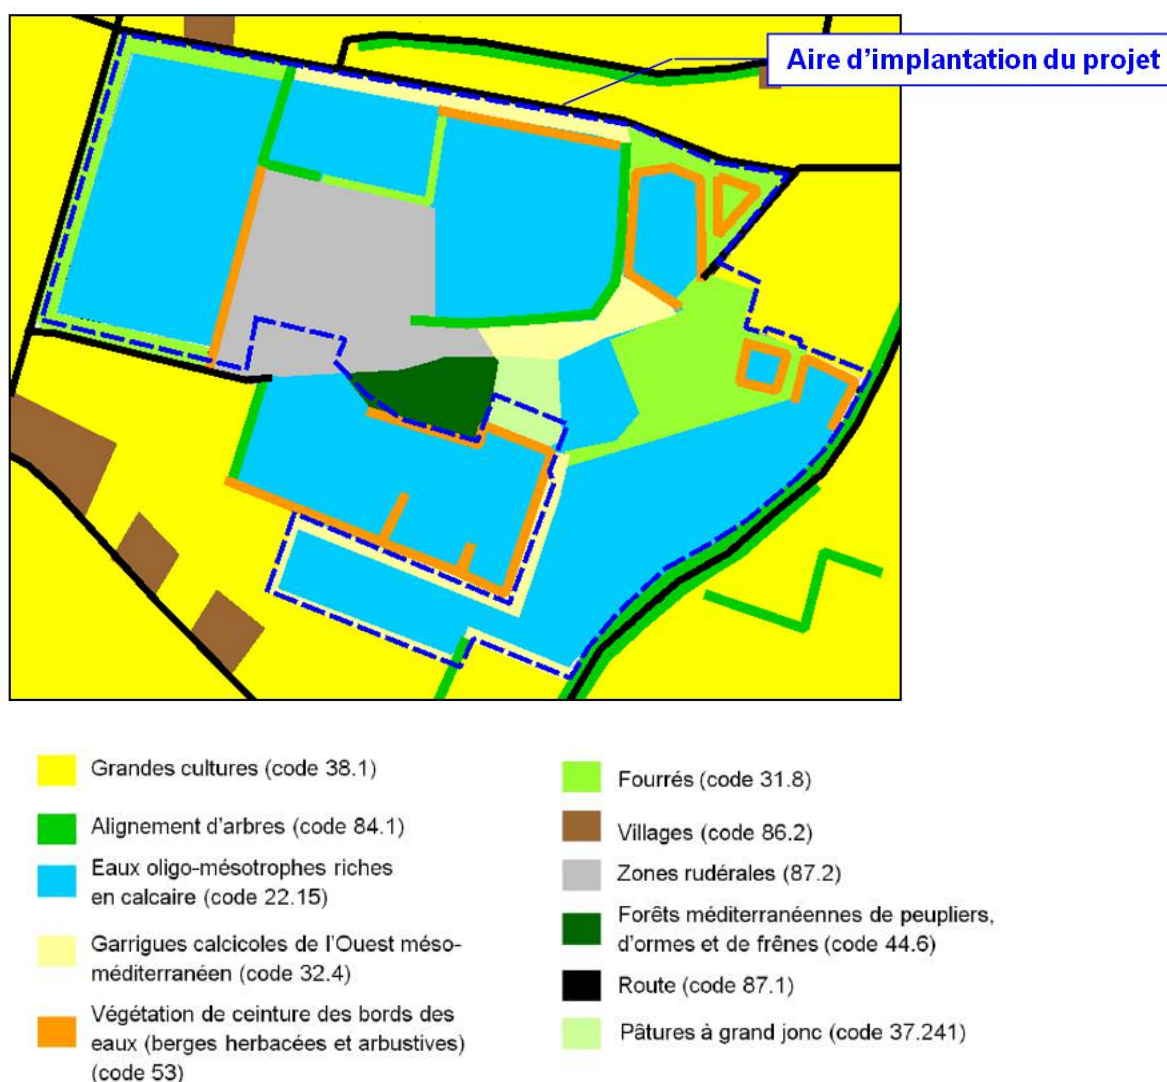 Aire d’implantation du projet
Grandes cultures (code 38.1)
Alignement d’arbres (code 84.1)
Eaux oligo-mésotrophes riches
en calcaire (code 22.15)
Garrigues calcicoles de l’Ouest méso-
méditerranéen (code 32.4)
Végétation de ceinture des bords des
eaux (berges herbacées et arbustives)
(code 53)
Fourrés (code 31.8)
Villages (code 86.2)
Zones rudérales (87.2)
Forêts méditerranéennes de peupliers,
d’ormes et de frênes (code 44.6)
Route (code 87.1)
Pâtures à grand jonc (code 37.241)